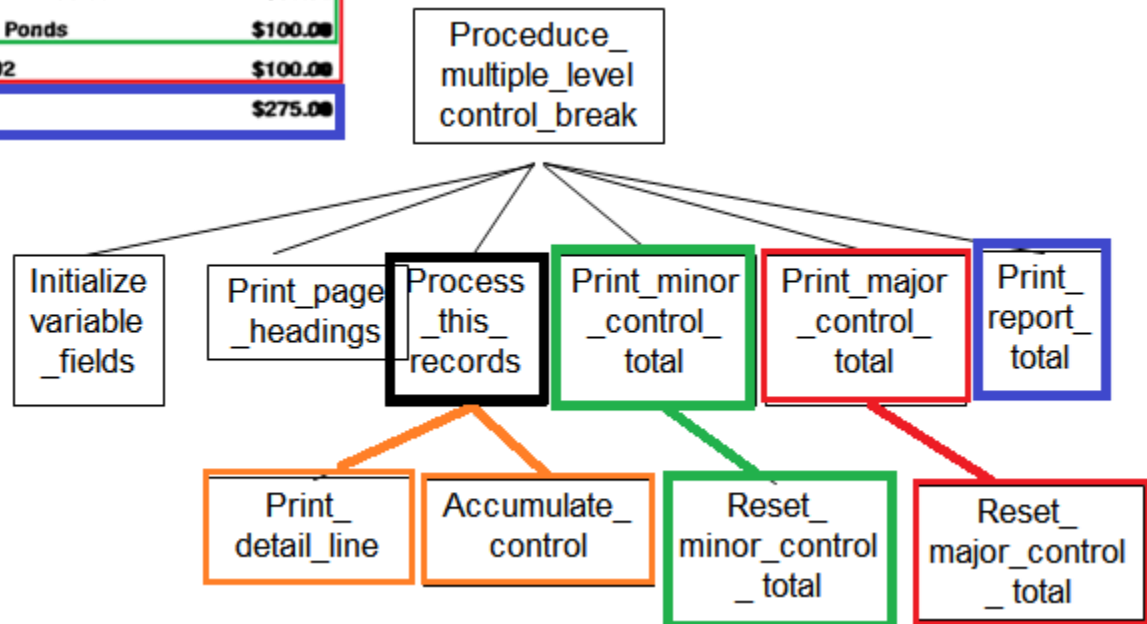 Ponds $100.00
02 $100.00
$275.00
Proceduce_
multiple_level
control_break
Initialize
variable
_fields
Print_page
_headings
Process
_this_
records
Print_minor
_control_
total
Print_major
_control_
total
Print_
report_
total
Print_
detail_line
Accumulate_
control
Reset_
minor_control
_ total
Reset_
major_control
_ total